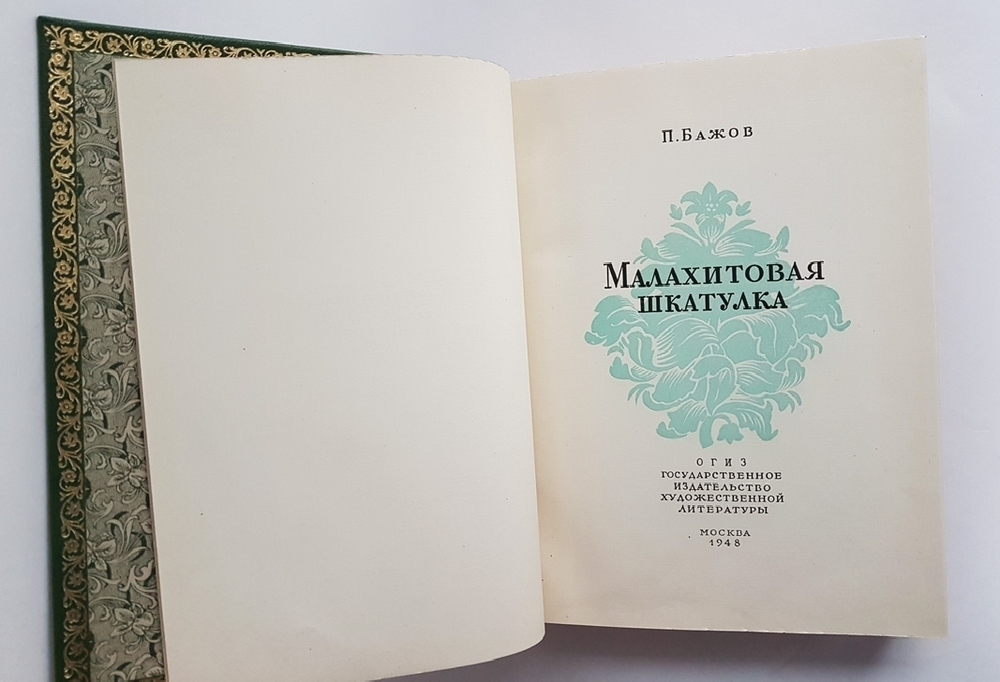 П. Бажов
Малахитовая
шкатулка
ОГИЗ
ГОСУДАРСТВЕННОЕ
ИЗДАТЕЛЬСТВО
ХУДОЖЕСТВЕННОЙ
ЛИТЕРАТУРЫ
МОСКВА
1948